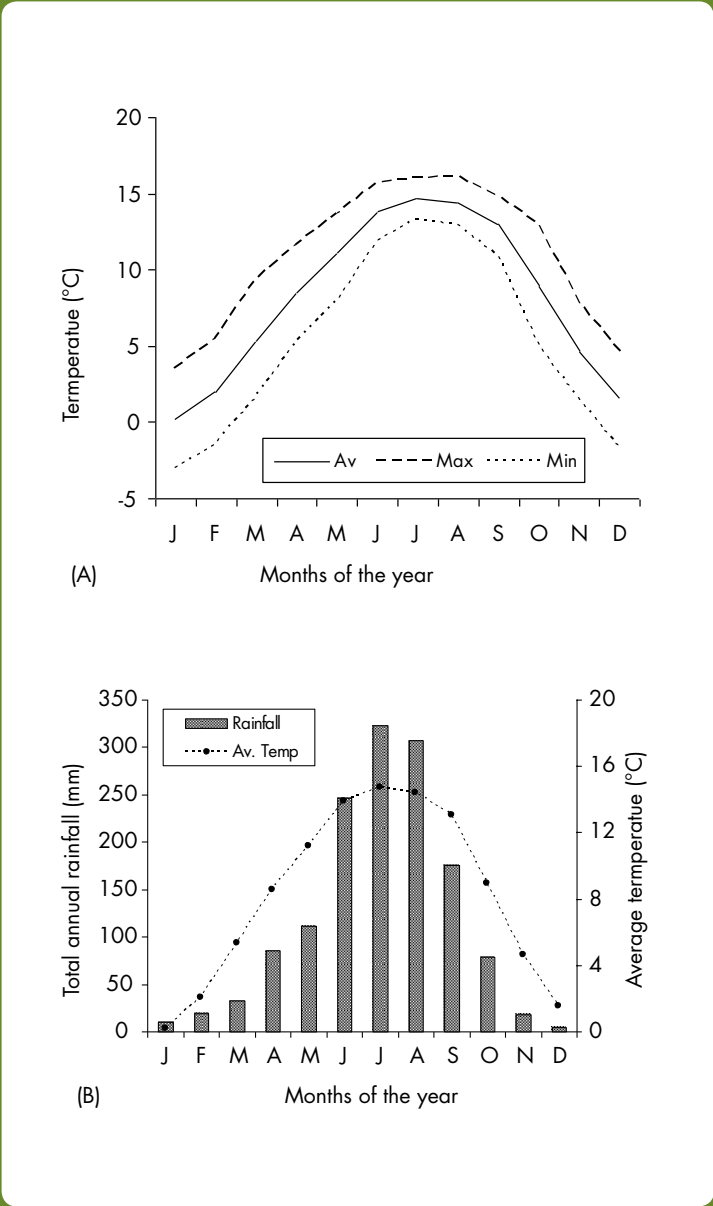 20
15
10
5
0
-5
Termperatue (°C)
Av Max Min
J F M A M J J A S O N D
(A) Months of the year
350
300
250
200
150
100
50
0
Total annual rainfall (mm)
Rainfall
Av. Temp
20
16
12
8
4
0
Average termperatue (°C)
J F M A M J J A S O N D
(B) Months of the year